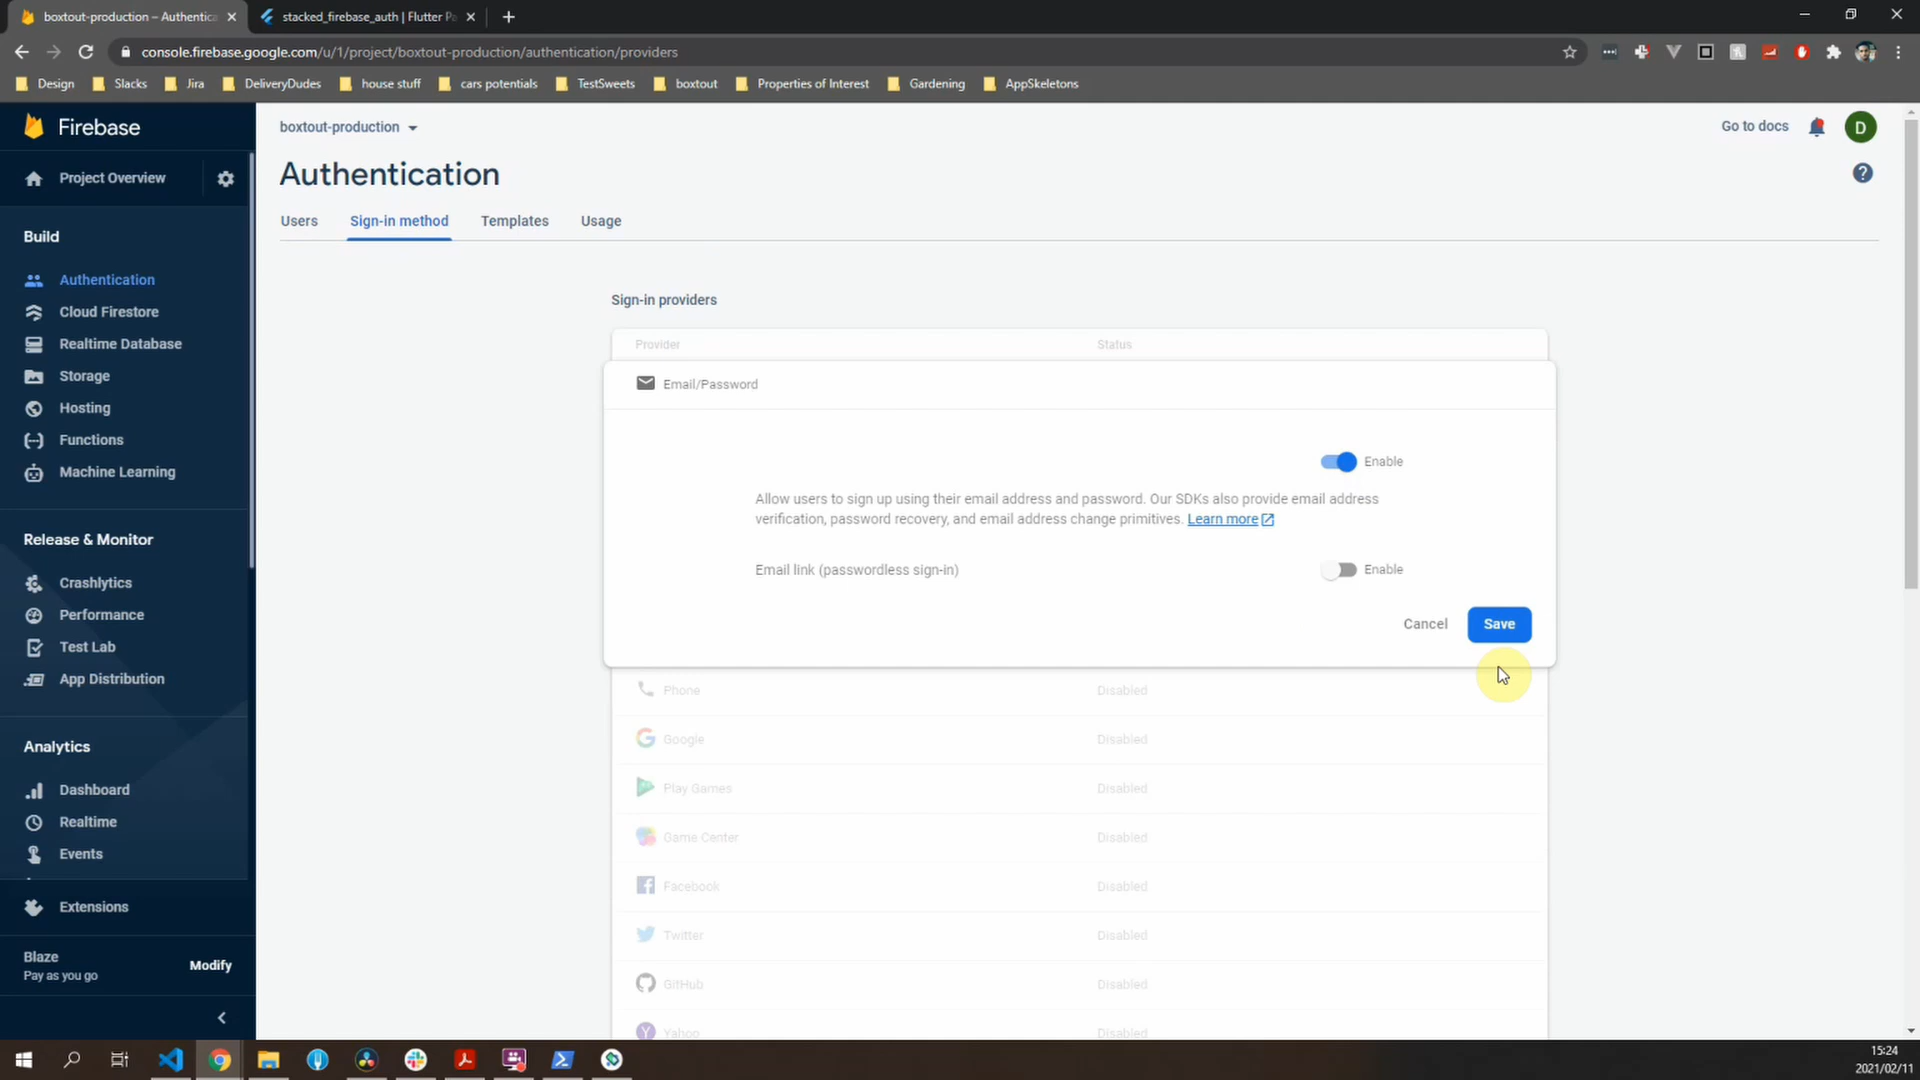 boxtout-production – Authentica
stacked_firebase_auth | Flutter Pa
console.firebase.google.com/u/1/project/boxtout-production/authentication/providers
Design
Slacks
Jira
DeliveryDudes
house stuff
cars potentials
TestSweets
boxtout
Properties of Interest
Gardening
AppSkeletons
Firebase
Project Overview
Build
Authentication
Cloud Firestore
Realtime Database
Storage
Hosting
Functions
Machine Learning
Release & Monitor
Crashlytics
Performance
Test Lab
App Distribution
Analytics
Dashboard
Realtime
Events
Extensions
Blaze
Pay as you go
Modify
boxtout-production
Go to docs
D
Authentication
Users
Sign-in method
Templates
Usage
Sign-in providers
Provider
Status
Email/Password
Enable
Allow users to sign up using their email address and password. Our SDKs also provide email address
verification, password recovery, and email address change primitives. Learn more
Email link (passwordless sign-in)
Enable
Cancel
Save
Phone
Disabled
Google
Disabled
Play Games
Disabled
Game Center
Disabled
Facebook
Disabled
Twitter
Disabled
GitHub
Disabled
Yahoo
Disabled
15:24
2021/02/11